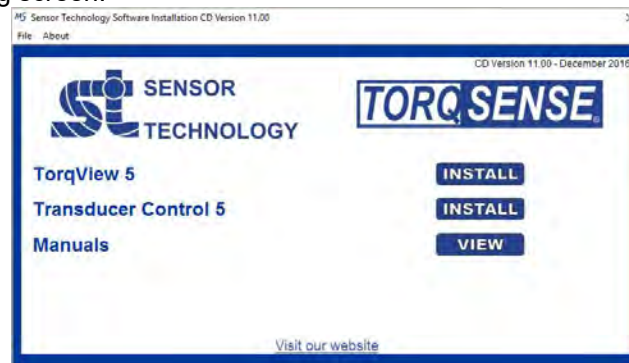 g screen.
Sensor Technology Software Installation CD Version 11.00
File About
CD Version 11.00 - December 2016
SENSOR
TECHNOLOGY
TORQSENSE
TorqView 5
INSTALL
Transducer Control 5
INSTALL
Manuals
VIEW
Visit our website